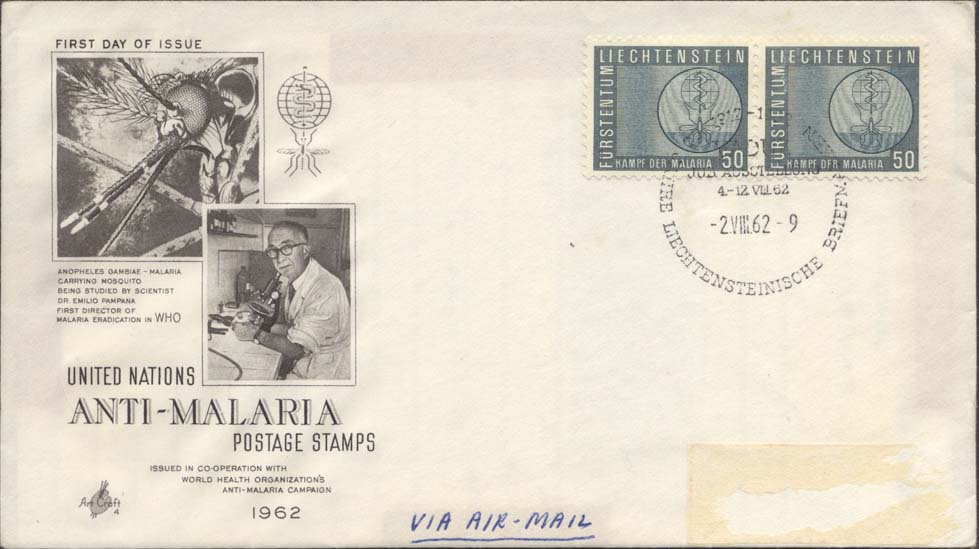 FIRST DAY OF ISSUE
FÜRSTENTUM
LIECHTENSTEIN
KAMPF DER MALARIA 50
FÜRSTENTUM
LIECHTENSTEIN
KAMPF DER MALARIA 50
AUSSTELLUNG
4.-12.VIII.62
-2.VIII.62-9
LIECHTENSTEINISCHE
ANOPHELES GAMBIAE - MALARIA
CARRYING MOSQUITO
BEING STUDIED BY SCIENTIST
DR. EMILIO PAMPANA
FIRST DIRECTOR OF
MALARIA ERADICATION IN WHO
UNITED NATIONS
ANTI-MALARIA
POSTAGE STAMPS
ISSUED IN CO-OPERATION WITH
WORLD HEALTH ORGANIZATION'S
ANTI-MALARIA CAMPAIGN
1962
Art Craft
4
VIA AIR-MAIL